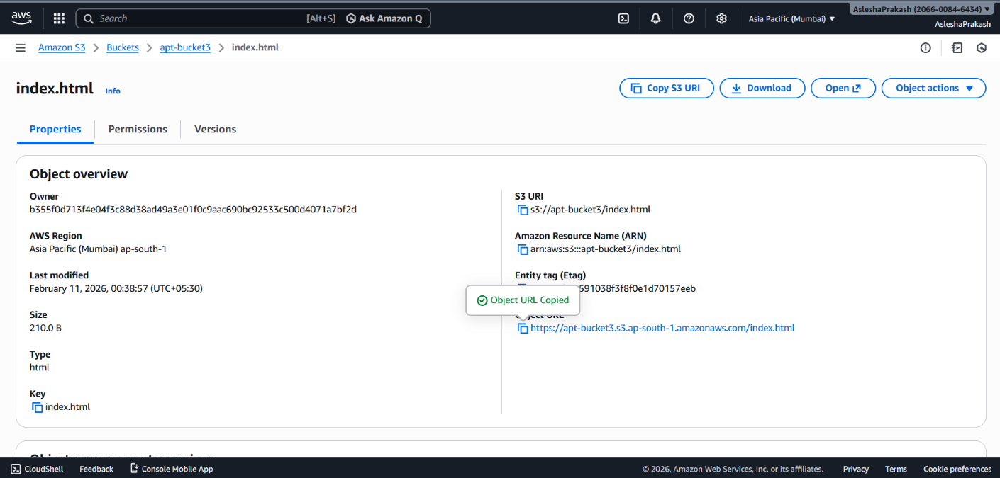 aws
Search [Alt+S] Ask Amazon Q
Asia Pacific (Mumbai)
AsleshaPrakash (2066-0084-6434)
AsleshaPrakash
Amazon S3 Buckets apt-bucket3 index.html
index.html Info
Copy S3 URI Download Open Object actions
Properties Permissions Versions
Object overview
Owner
b355f0d713f4e04f3c88d38ad49a3e01f0c9aac690bc92533c500d4071a7bf2d
AWS Region
Asia Pacific (Mumbai) ap-south-1
Last modified
February 11, 2026, 00:38:57 (UTC+05:30)
Size
210.0 B
Type
html
Key
index.html
S3 URI
s3://apt-bucket3/index.html
Amazon Resource Name (ARN)
arn:aws:s3:::apt-bucket3/index.html
Entity tag (Etag)
591038f3f8f0e1d70157eeb
Object URL Copied
Object URL
https://apt-bucket3.s3.ap-south-1.amazonaws.com/index.html
Object management overview
CloudShell Feedback Console Mobile App
© 2026, Amazon Web Services, Inc. or its affiliates. Privacy Terms Cookie preferences